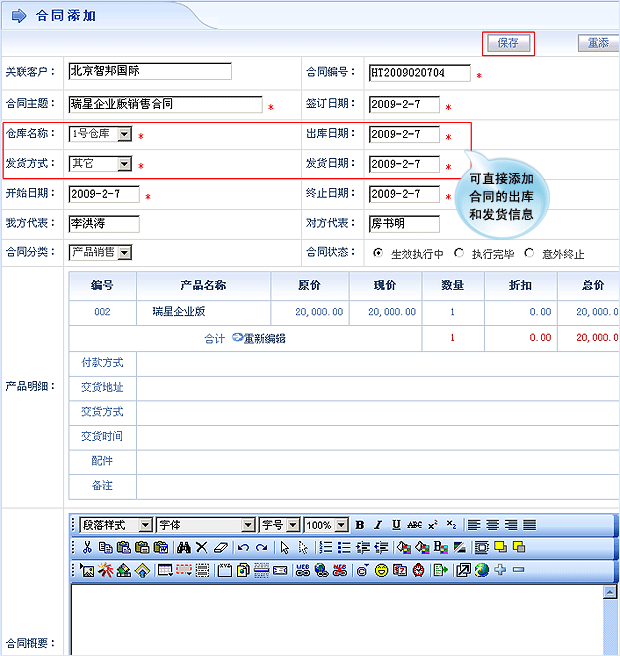 合同添加
保存 重添
关联客户： 北京智邦国际 合同编号： HT2009020704 *
合同主题： 瑞星企业版销售合同 * 签订日期： 2009-2-7 *
仓库名称： 1号仓库 * 出库日期： 2009-2-7 *
发货方式： 其它 * 发货日期： 2009-2-7 *
可直接添加
合同的出库
和发货信息
开始日期： 2009-2-7 * 终止日期： 2009-2-7 *
我方代表： 李洪涛 对方代表： 房书明
合同分类： 产品销售 合同状态： 生效执行中 执行完毕 意外终止
编号 产品名称 原价 现价 数量 折扣 总价
002 瑞星企业版 20,000.00 20,000.00 1 0.00 20,000.0
合计 重新编辑 1 0.00 20,000.0
产品明细：
付款方式
交货地址
交货方式
交货时间
配件
备注
段落样式 字体 字号 100% B I U ABC x² x₂
合同概要：